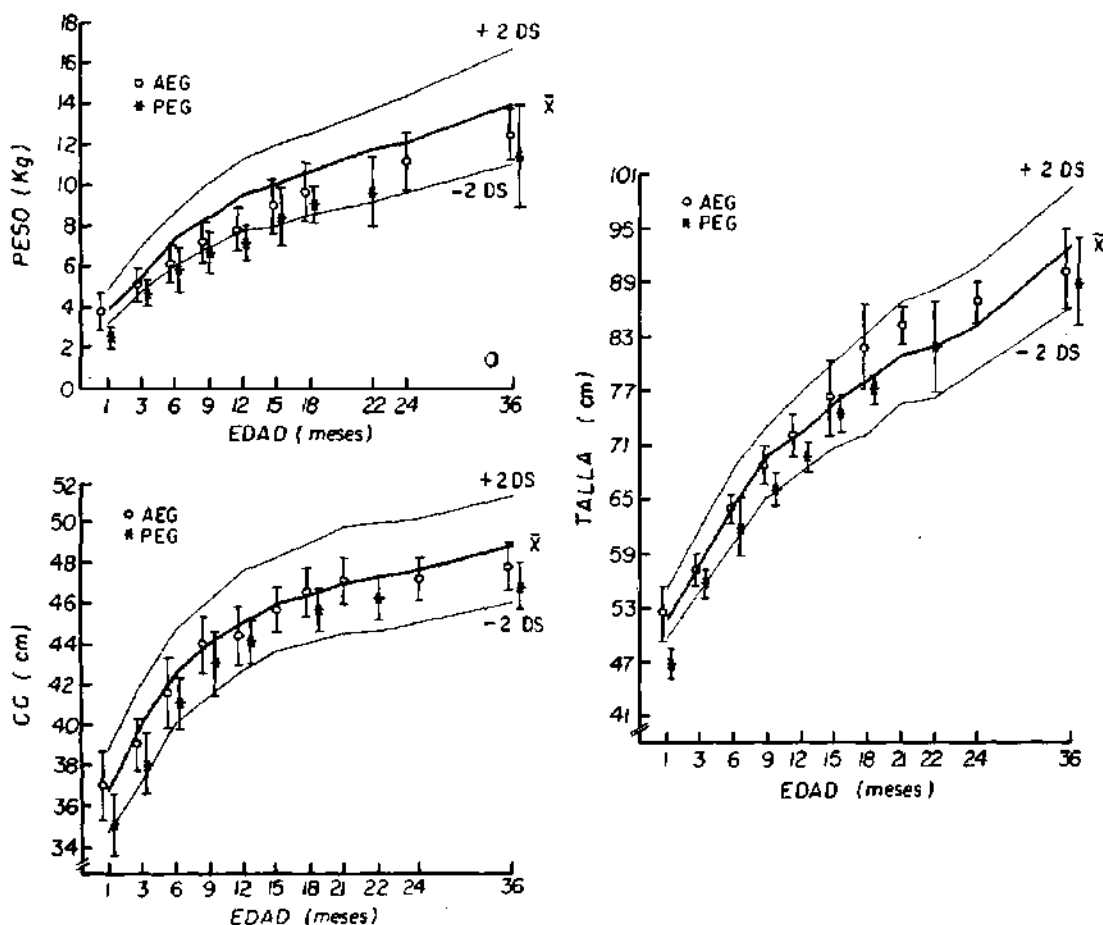 PESO (Kg)
18
16
14
12
10
8
6
4
2
0
AEG
PEG
+2 DS
x̄
-2 DS
1 3 6 9 12 15 18 22 24 36
EDAD (meses)
CC (cm)
52
50
48
46
44
42
40
38
36
34
AEG
PEG
+2 DS
x̄
-2 DS
1 3 6 9 12 15 18 21 22 24 36
EDAD (meses)
TALLA (cm)
101
95
89
83
77
71
65
59
53
47
41
AEG
PEG
+2 DS
x̄
-2 DS
1 3 6 9 12 15 18 21 22 24 36
EDAD (meses)